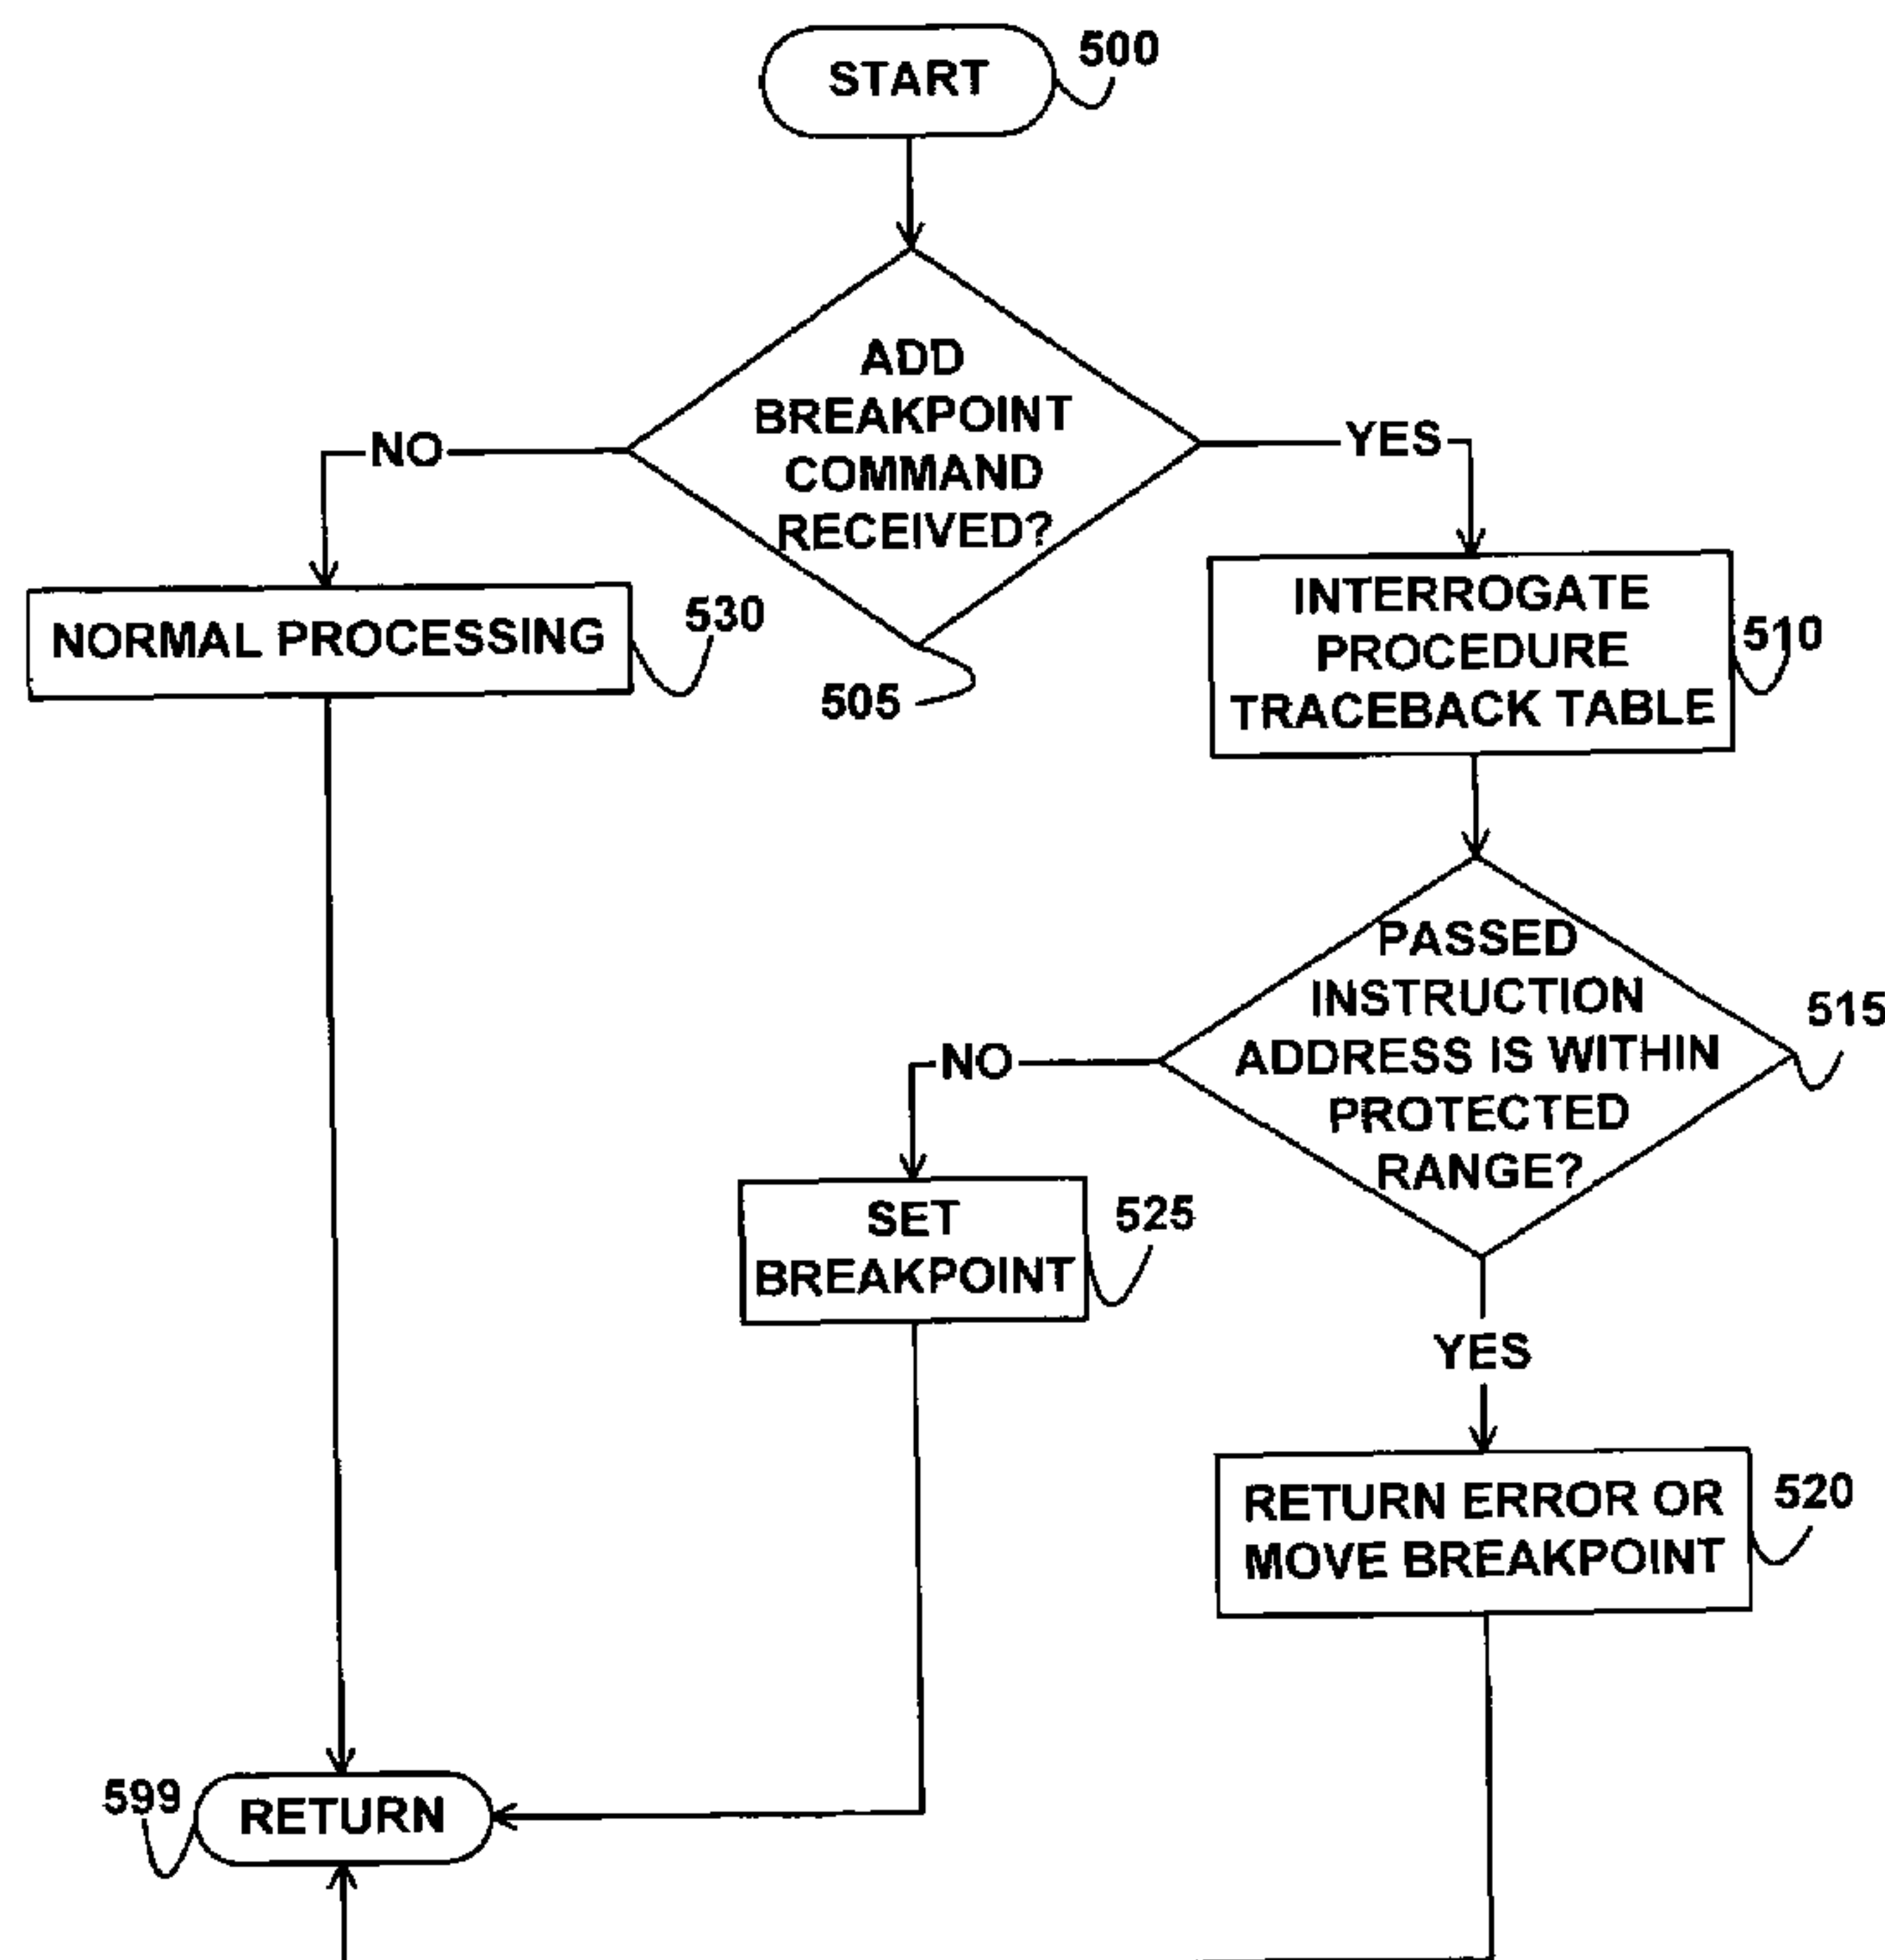 START
500
ADD
BREAKPOINT
COMMAND
RECEIVED?
NO
YES
505
NORMAL PROCESSING
530
INTERROGATE
PROCEDURE
TRACEBACK TABLE
510
PASSED
INSTRUCTION
ADDRESS IS WITHIN
PROTECTED
RANGE?
515
NO
YES
SET
BREAKPOINT
525
RETURN ERROR OR
MOVE BREAKPOINT
520
599
RETURN